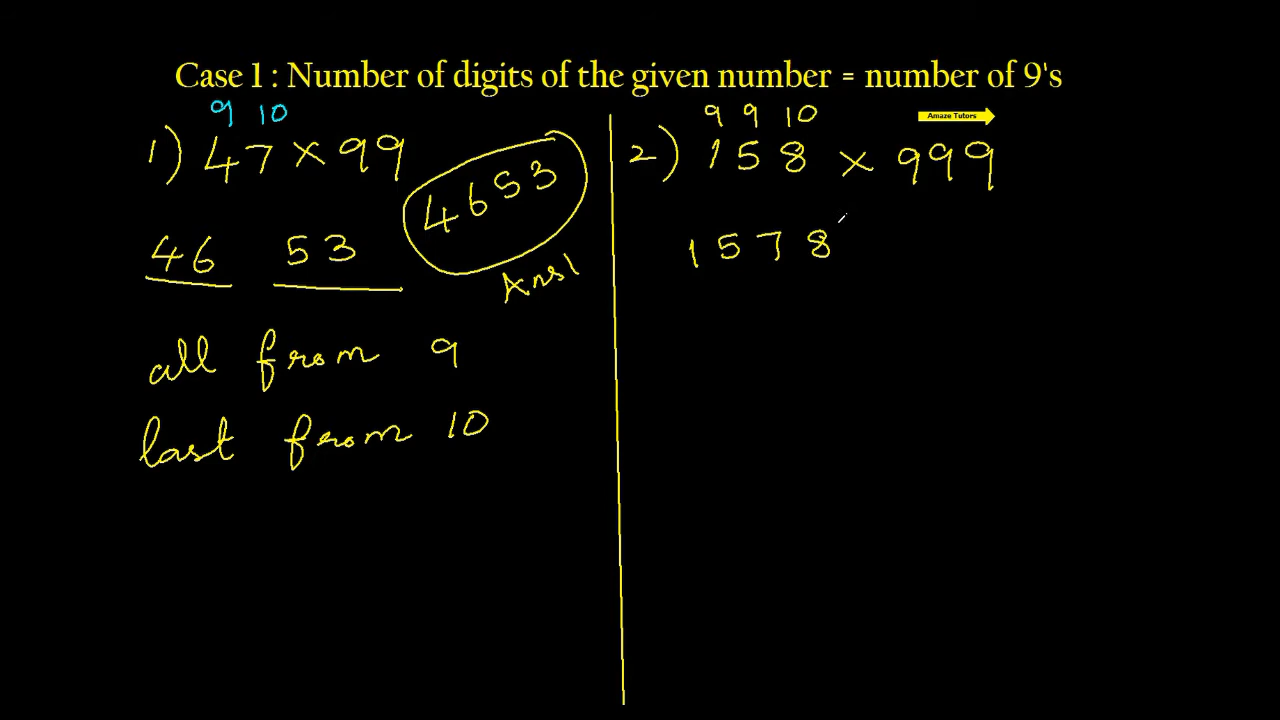 Case 1 : Number of digits of the given number = number of 9's
Amaze Tutors
9 10
1) 47 × 99
46 53
4653
Ans
all from 9
last from 10
9 9 10
2) 158 × 999
1578